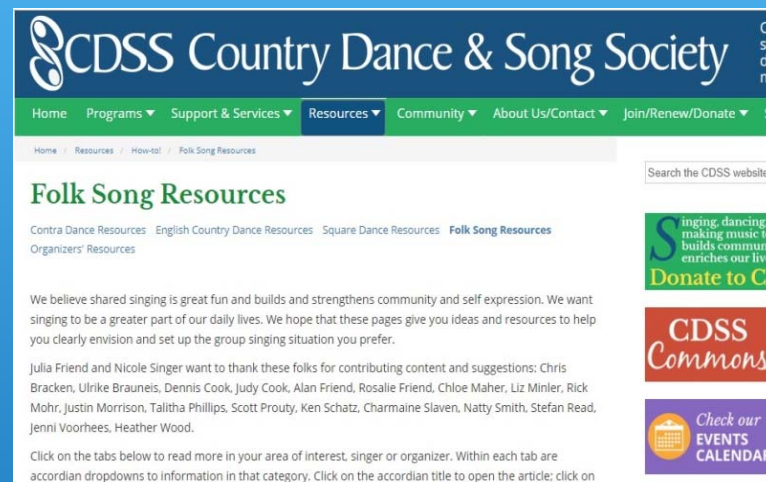 CDSS Country Dance & Song Society
Home Programs Support & Services Resources Community About Us/Contact Join/Renew/Donate
Home / Resources / How-to! / Folk Song Resources
Search the CDSS website
Folk Song Resources
Contra Dance Resources English Country Dance Resources Square Dance Resources Folk Song Resources
Organizers' Resources
We believe shared singing is great fun and builds and strengthens community and self expression. We want
singing to be a greater part of our daily lives. We hope that these pages give you ideas and resources to help
you clearly envision and set up the group singing situation you prefer.
Julia Friend and Nicole Singer want to thank these folks for contributing content and suggestions: Chris
Bracken, Ulrike Brauneis, Dennis Cook, Judy Cook, Alan Friend, Rosalie Friend, Chloe Maher, Liz Minler, Rick
Mohr, Justin Morrison, Talitha Phillips, Scott Prouty, Ken Schatz, Charmaine Slaven, Natty Smith, Stefan Read,
Jenni Voorhees, Heather Wood.
Click on the tabs below to read more in your area of interest, singer or organizer. Within each tab are
accordian dropdowns to information in that category. Click on the accordian title to open the article; click on
Singing, dancing
making music
builds
enriches our
Donate to
CDSS
Commons
Check our
EVENTS
CALENDAR